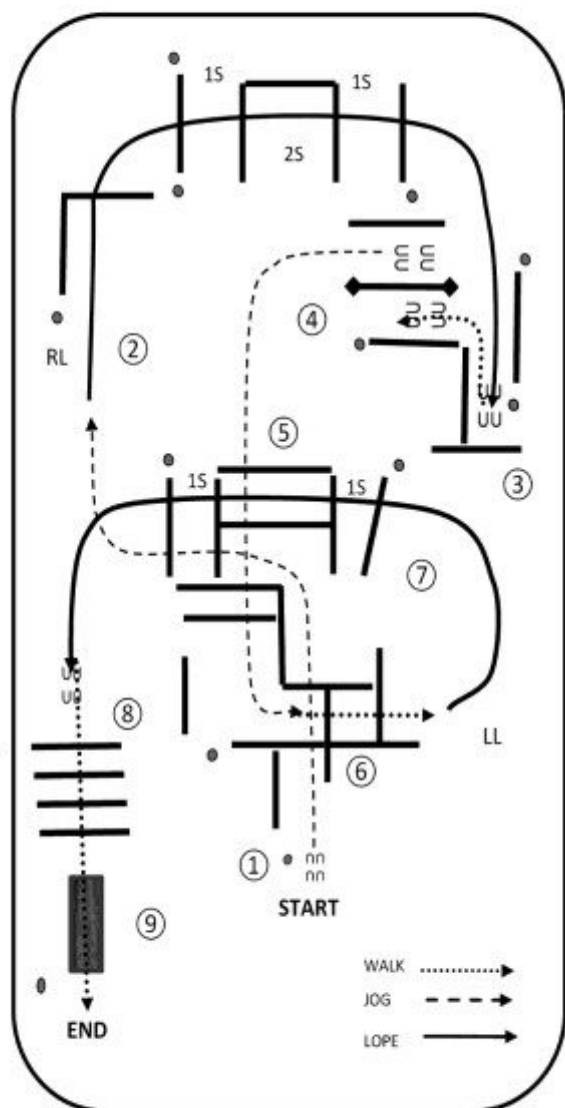 1S 1S
2S
④
② 
RL
⑤
③
1S 1S
⑦
⑧
LL
⑥
①
START
⑨
WALK
JOG
END
LOPE